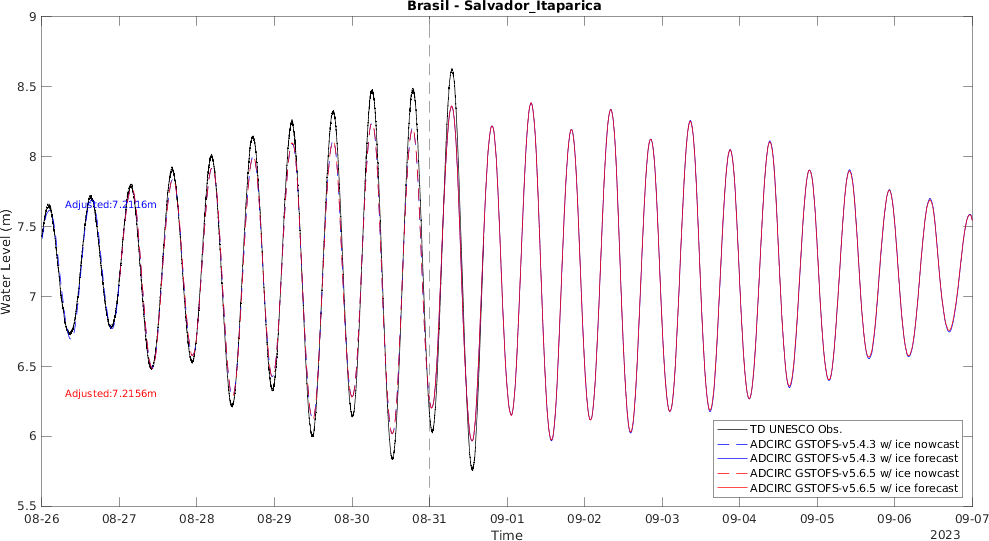 Brasil - Salvador_Itaparica
9
8.5
8
7.5
7
6.5
6
5.5
Water Level (m)
Adjusted:7.2116m
Adjusted:7.2156m
TD UNESCO Obs.
ADCIRC GSTOFS-v5.4.3 w/ ice nowcast
ADCIRC GSTOFS-v5.4.3 w/ ice forecast
ADCIRC GSTOFS-v5.6.5 w/ ice nowcast
ADCIRC GSTOFS-v5.6.5 w/ ice forecast
08-26 08-27 08-28 08-29 08-30 08-31 09-01 09-02 09-03 09-04 09-05 09-06 09-07
Time
2023